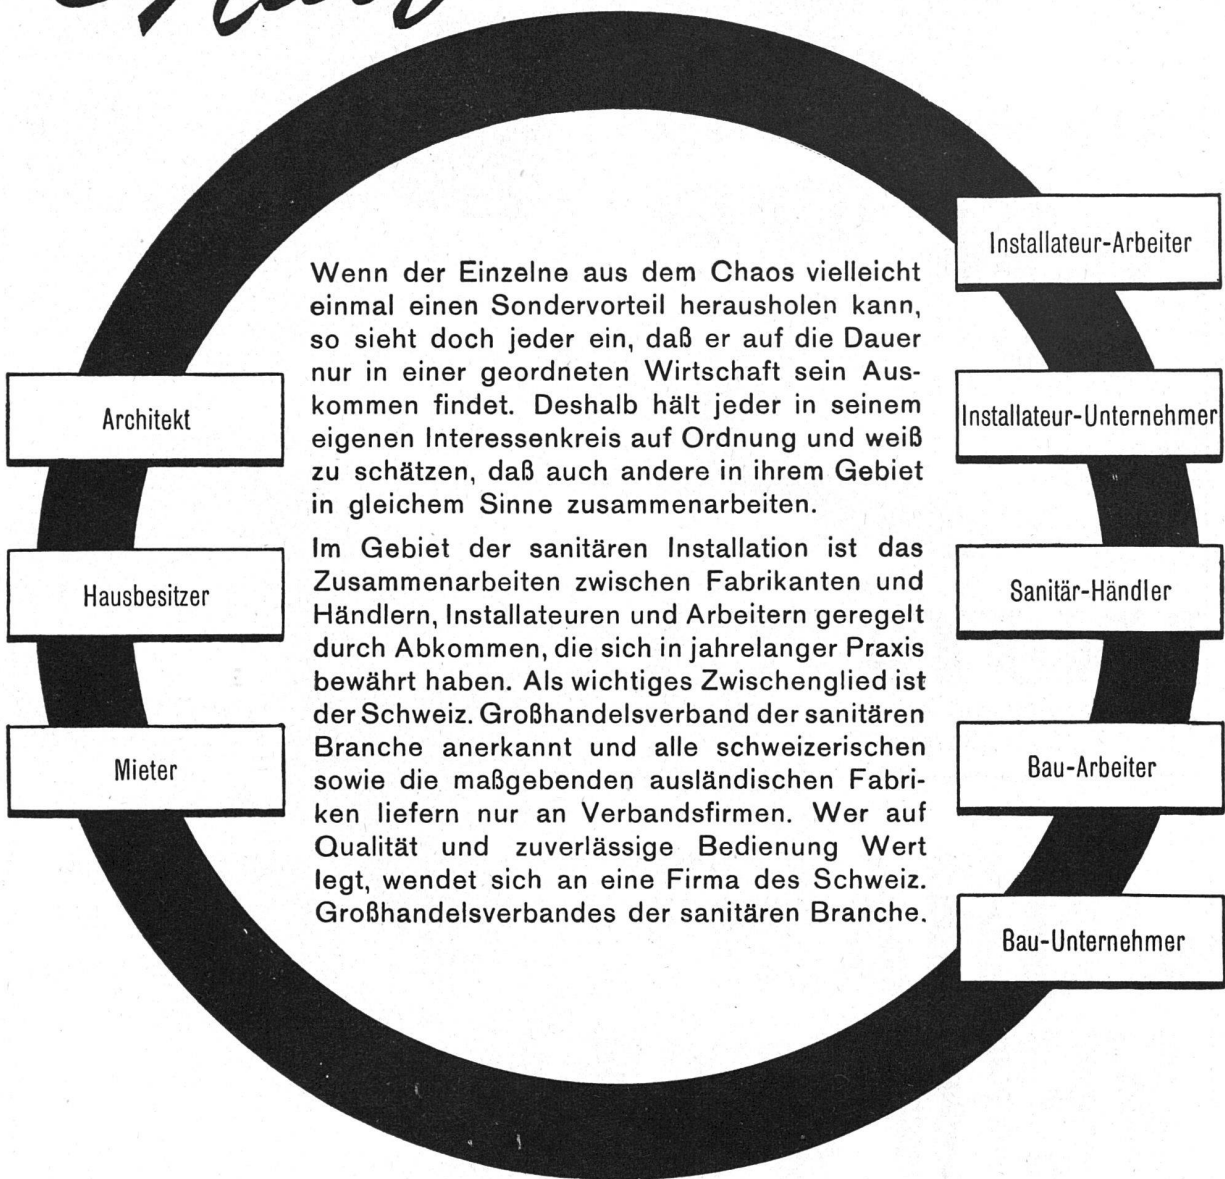 Wenn der Einzelne aus dem Chaos vielleicht
einmal einen Sondervorteil herausholen kann,
so sieht doch jeder ein, daß er auf die Dauer
nur in einer geordneten Wirtschaft sein Aus-
kommen findet. Deshalb hält jeder in seinem
eigenen Interessenkreis auf Ordnung und weiß
zu schätzen, daß auch andere in ihrem Gebiet
in gleichem Sinne zusammenarbeiten.
Im Gebiet der sanitären Installation ist das
Zusammenarbeiten zwischen Fabrikanten und
Händlern, Installateuren und Arbeitern geregelt
durch Abkommen, die sich in jahrelanger Praxis
bewährt haben. Als wichtiges Zwischenglied ist
der Schweiz. Großhandelsverband der sanitären
Branche anerkannt und alle schweizerischen
sowie die maßgebenden ausländischen Fabri-
ken liefern nur an Verbandsfirmen. Wer auf
Qualität und zuverlässige Bedienung Wert
legt, wendet sich an eine Firma des Schweiz.
Großhandelsverbandes der sanitären Branche.
Architekt
Hausbesitzer
Mieter
Installateur-Arbeiter
Installateur-Unternehmer
Sanitär-Händler
Bau-Arbeiter
Bau-Unternehmer